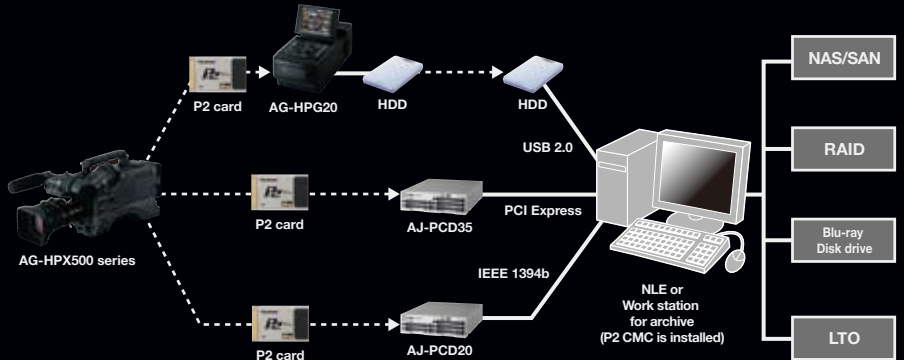 P2 card
AG-HPG20
HDD
HDD
NAS/SAN
USB 2.0
RAID
P2
P2 card
AJ-PCD35
PCI Express
AG-HPX500 series
Blu-ray
Disk drive
IEEE 1394b
NLE or
Work station
for archive
(P2 CMC is installed)
P2
P2 card
AJ-PCD20
LTO